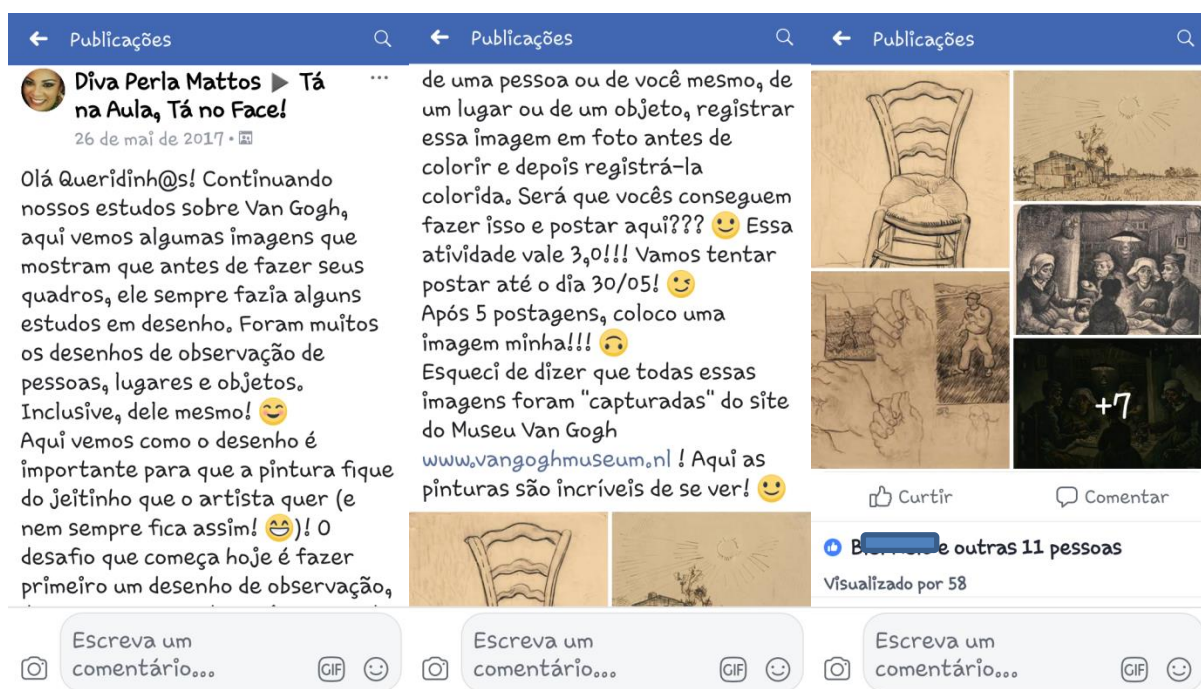 Publicações
Diva Perla Mattos ▶ Tá
na Aula, Tá no Face!
26 de mai de 2017 •
Olá Queridinh@s! Continuando
nossos estudos sobre Van Gogh,
aqui vemos algumas imagens que
mostram que antes de fazer seus
quadros, ele sempre fazia alguns
estudos em desenho. Foram muitos
os desenhos de observação de
pessoas, lugares e objetos.
Inclusive, dele mesmo! 😊
Aqui vemos como o desenho é
importante para que a pintura fique
do jeitinho que o artista quer (e
nem sempre fica assim! 😁)! O
desafio que começa hoje é fazer
primeiro um desenho de observação,
Escreva um
comentário...
GIF
Publicações
de uma pessoa ou de você mesmo, de
um lugar ou de um objeto, registrar
essa imagem em foto antes de
colorir e depois registrá-la
colorida. Será que vocês conseguem
fazer isso e postar aqui??? 🙂 Essa
atividade vale 3,0!!! Vamos tentar
postar até o dia 30/05! 😉
Após 5 postagens, coloco uma
imagem minha!!! 🙃
Esqueci de dizer que todas essas
imagens foram "capturadas" do site
do Museu Van Gogh
www.vangoghmuseum.nl ! Aqui as
pinturas são incríveis de se ver! 🙂
Escreva um
comentário...
GIF
Publicações
+7
Curtir
Comentar
e outras 11 pessoas
Visualizado por 58
Escreva um
comentário...
GIF